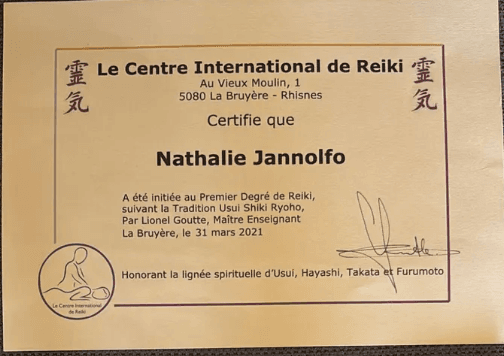 靈気
靈気
Le Centre International de Reiki
Au Vieux Moulin, 1
5080 La Bruyère - Rhisnes
Certifie que
Nathalie Jannolfo
A été initiée au Premier Degré de Reiki,
suivant la Tradition Usui Shiki Ryoho,
Par Lionel Goutte, Maître Enseignant
La Bruyère, le 31 mars 2021
Honorant la lignée spirituelle d'Usui, Hayashi, Takata et Furumoto
Le Centre International
de Reiki